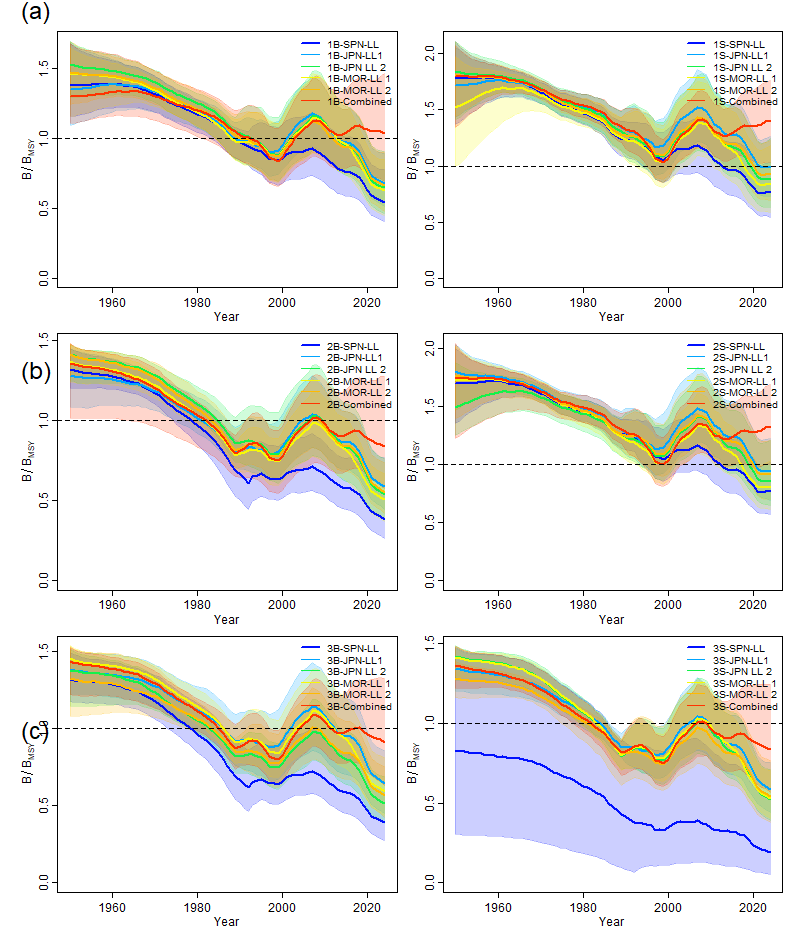 (a)
1B-SPN-LL
1B-JPN-LL1
1B-JPN LL 2
1B-MOR-LL 1
1B-MOR-LL 2
1B-Combined
B / B MSY
0.0
0.5
1.0
1.5
1960
1980
2000
2020
Year
1S-SPN-LL
1S-JPN-LL1
1S-JPN LL 2
1S-MOR-LL 1
1S-MOR-LL 2
1S-Combined
B / B MSY
0.0
0.5
1.0
1.5
2.0
1960
1980
2000
2020
Year
(b)
2B-SPN-LL
2B-JPN-LL1
2B-JPN LL 2
2B-MOR-LL 1
2B-MOR-LL 2
2B-Combined
B / B MSY
0.0
0.5
1.0
1.5
1960
1980
2000
2020
Year
2S-SPN-LL
2S-JPN-LL1
2S-JPN LL 2
2S-MOR-LL 1
2S-MOR-LL 2
2S-Combined
B / B MSY
0.0
0.5
1.0
1.5
2.0
1960
1980
2000
2020
Year
(c)
3B-SPN-LL
3B-JPN-LL1
3B-JPN LL 2
3B-MOR-LL 1
3B-MOR-LL 2
3B-Combined
B / B MSY
0.0
0.5
1.0
1.5
1960
1980
2000
2020
Year
3S-SPN-LL
3S-JPN-LL1
3S-JPN LL 2
3S-MOR-LL 1
3S-MOR-LL 2
3S-Combined
B / B MSY
0.0
0.5
1.0
1.5
1960
1980
2000
2020
Year